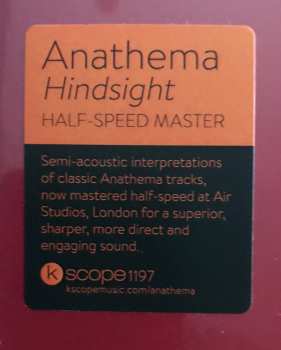 Anathema
Hindsight
HALF-SPEED MASTER
Semi-acoustic interpretations
of classic Anathema tracks,
now mastered half-speed at Air
Studios, London for a superior,
sharper, more direct and
engaging sound.
k scope 1197
kscopemusic.com/anathema